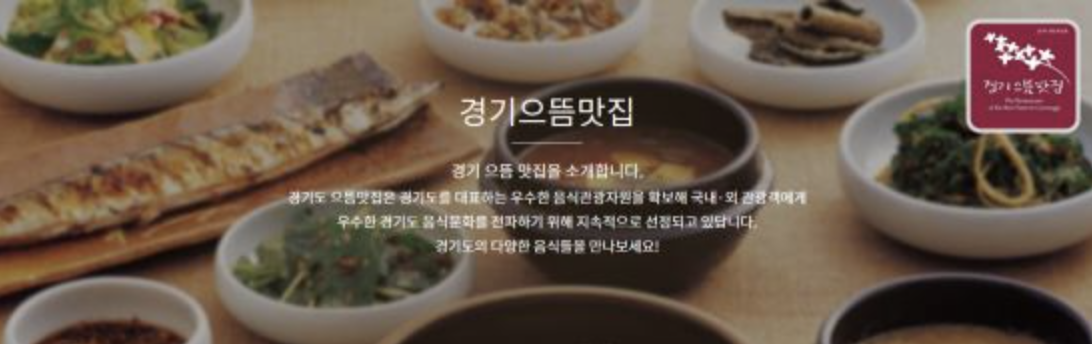 경기으뜸맛집
경기 으뜸 맛집을 소개합니다.
경기도 으뜸맛집은 경기도를 대표하는 우수한 음식관광자원을 확보해 국내·외 관광객에게
우수한 경기도 음식문화를 전파하기 위해 지속적으로 선정되고 있답니다.
경기도의 다양한 음식들을 만나보세요!
경기으뜸맛집